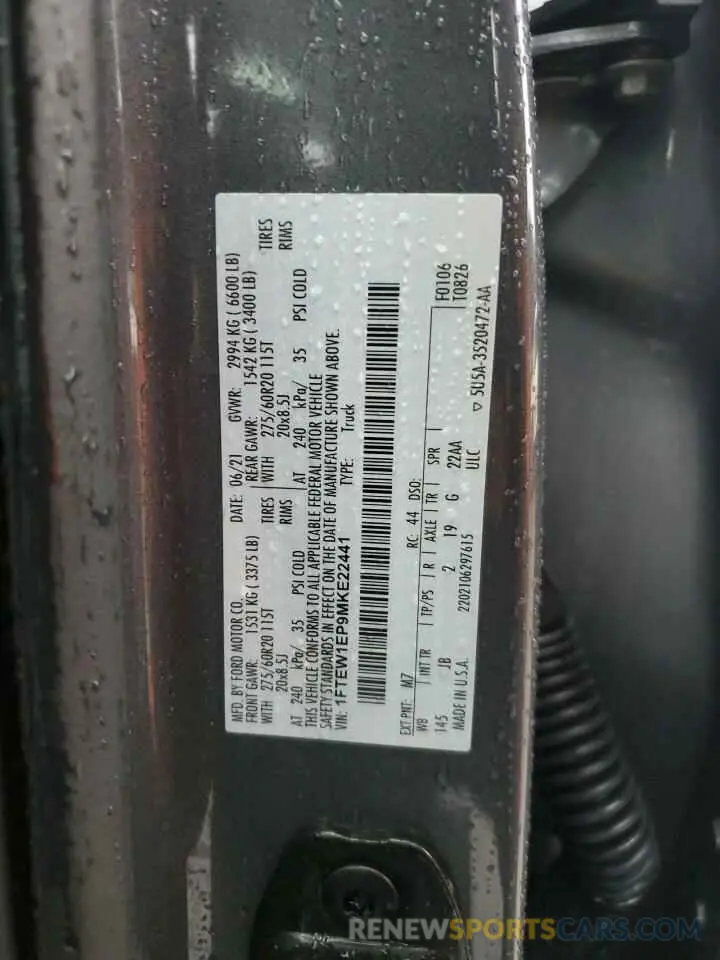 MFD. BY FORD MOTOR CO. DATE: 06/21 GVWR: 2994 KG ( 6600 LB)
FRONT GAWR: 1531 KG ( 3375 LB) REAR GAWR: 1542 KG ( 3400 LB)
WITH 275/60R20 115T TIRES WITH 275/60R20 115T TIRES
20x8.5J RIMS 20x8.5J RIMS
AT 240 kPa/ 35 PSI COLD AT 240 kPa/ 35 PSI COLD
THIS VEHICLE CONFORMS TO ALL APPLICABLE FEDERAL MOTOR VEHICLE
SAFETY STANDARDS IN EFFECT ON THE DATE OF MANUFACTURE SHOWN ABOVE.
VIN: 1FTEW1EP9MKE22441 TYPE: Truck
EXT PNT: M7 RC: 44 DSO: F0106
WB INT TR TP/PS R AXLE TR SPR T0826
145 JB 2 19 G 22AA
MADE IN U.S.A. 2202106297615 ULC ▽ 5U5A-3520472-AA
RENEWSPORTSCARS.COM